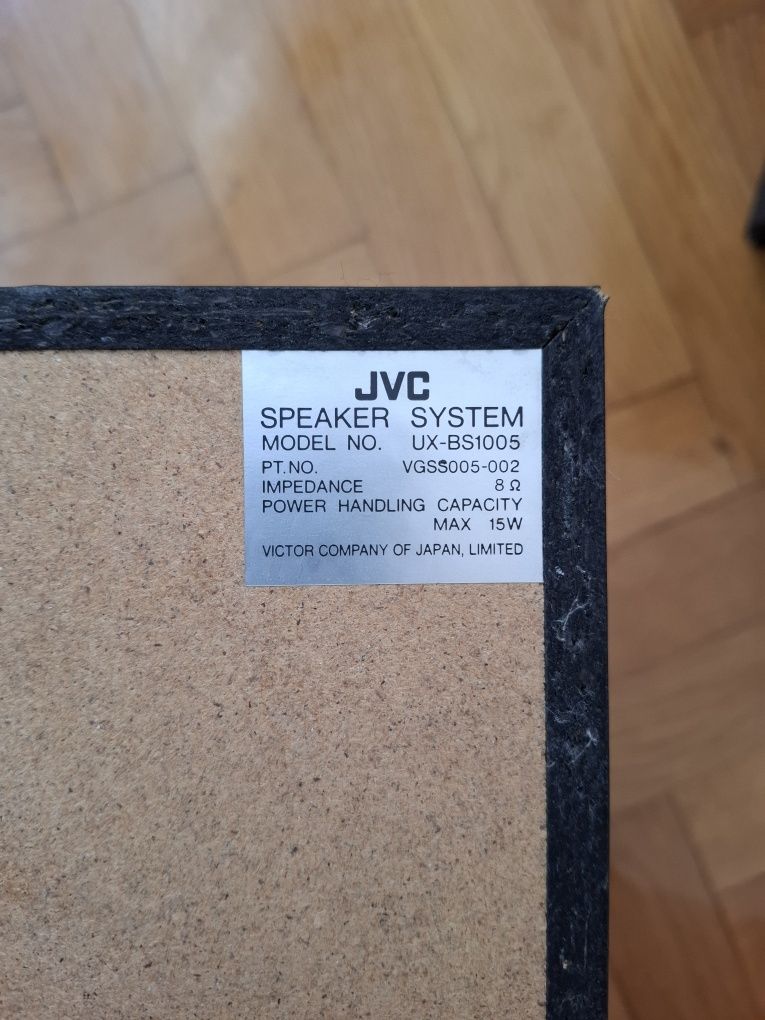 JVC
SPEAKER SYSTEM
MODEL NO. UX-BS1005
PT.NO. VGSS005-002
IMPEDANCE 8Ω
POWER HANDLING CAPACITY
MAX 15W
VICTOR COMPANY OF JAPAN, LIMITED